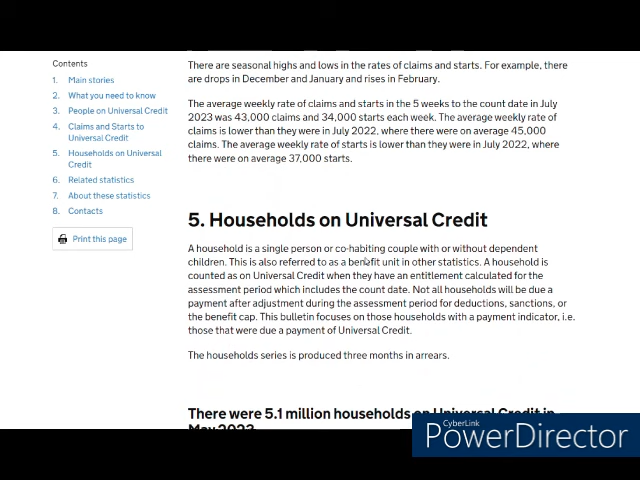 Contents
1. Main stories
2. What you need to know
3. People on Universal Credit
4. Claims and Starts to
Universal Credit
5. Households on Universal
Credit
6. Related statistics
7. About these statistics
8. Contacts
Print this page
There are seasonal highs and lows in the rates of claims and starts. For example, there
are drops in December and January and rises in February.
The average weekly rate of claims and starts in the 5 weeks to the count date in July
2023 was 43,000 claims and 34,000 starts each week. The average weekly rate of
claims is lower than they were in July 2022, where there were on average 45,000
claims. The average weekly rate of starts is lower than they were in July 2022, where
there were on average 37,000 starts.
5. Households on Universal Credit
A household is a single person or co-habiting couple with or without dependent
children. This is also referred to as a benefit unit in other statistics. A household is
counted as on Universal Credit when they have an entitlement calculated for the
assessment period which includes the count date. Not all households will be due a
payment after adjustment during the assessment period for deductions, sanctions, or
the benefit cap. This bulletin focuses on those households with a payment indicator, i.e.
those that were due a payment of Universal Credit.
The households series is produced three months in arrears.
There were 5.1 million households on Universal Credit in
May 2023
CyberLink
PowerDirector